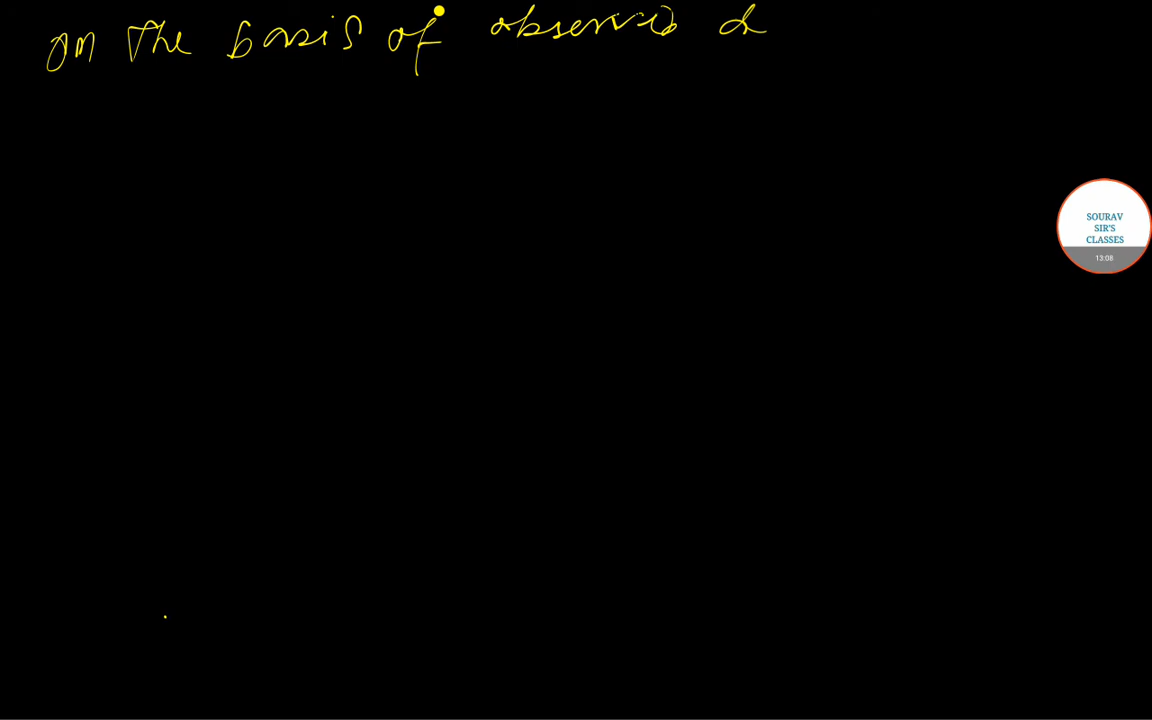 on the basis of observed d
SOURAV
SIR'S
CLASSES
13:08